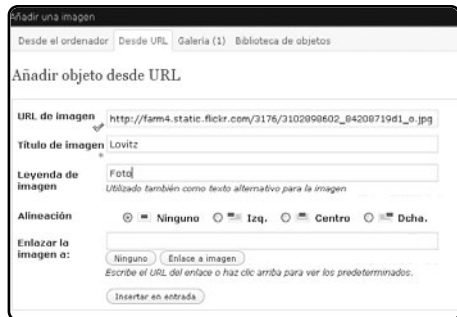 Añadir una imagen
Desde el ordenador Desde URL Galería (1) Biblioteca de objetos
Añadir objeto desde URL
URL de imagen http://farm4.static.flickr.com/3176/3102898602_84208719d1_o.jpg
Título de imagen Lovitz
*
Leyenda de imagen Foto
Utilizado también como texto alternativo para la imagen
Alineación Ninguno Izq. Centro Dcha.
Enlazar la imagen a:
Ninguno Enlace a imagen
Escribe el URL del enlace o haz clic arriba para ver los predeterminados.
Insertar en entrada